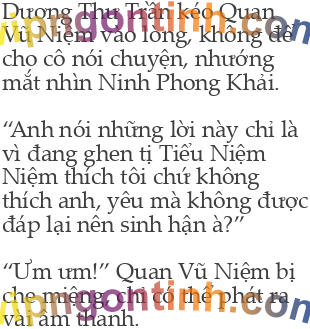 Dương Thư Trần kéo Quan
Vũ Niệm vào lòng, không để
cho cô nói chuyện, nhướng
mắt nhìn Ninh Phong Khải.
“Anh nói những lời này chỉ là
vì đang ghen tị Tiểu Niệm
Niệm thích tôi chứ không
thích anh, yêu mà không được
đáp lại nên sinh hận à?”
“Ưm ưm!” Quan Vũ Niệm bị
che miệng, chỉ có thể phát ra
vài âm thanh.
vipngontinh.com
vipngontinh.com